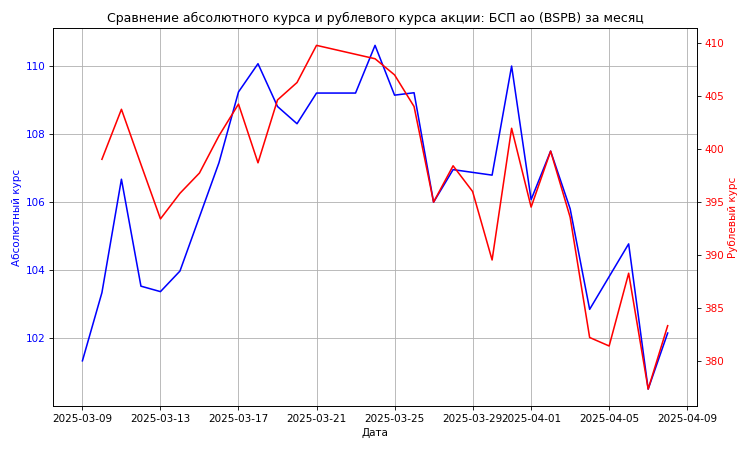 Сравнение абсолютного курса и рублевого курса акции: БСП ао (BSPB) за месяц
Абсолютный курс
110
108
106
104
102
410
405
400
395
390
385
380
Рублевый курс
2025-03-09 2025-03-13 2025-03-17 2025-03-21 2025-03-25 2025-03-29 2025-04-01 2025-04-05 2025-04-09
Дата